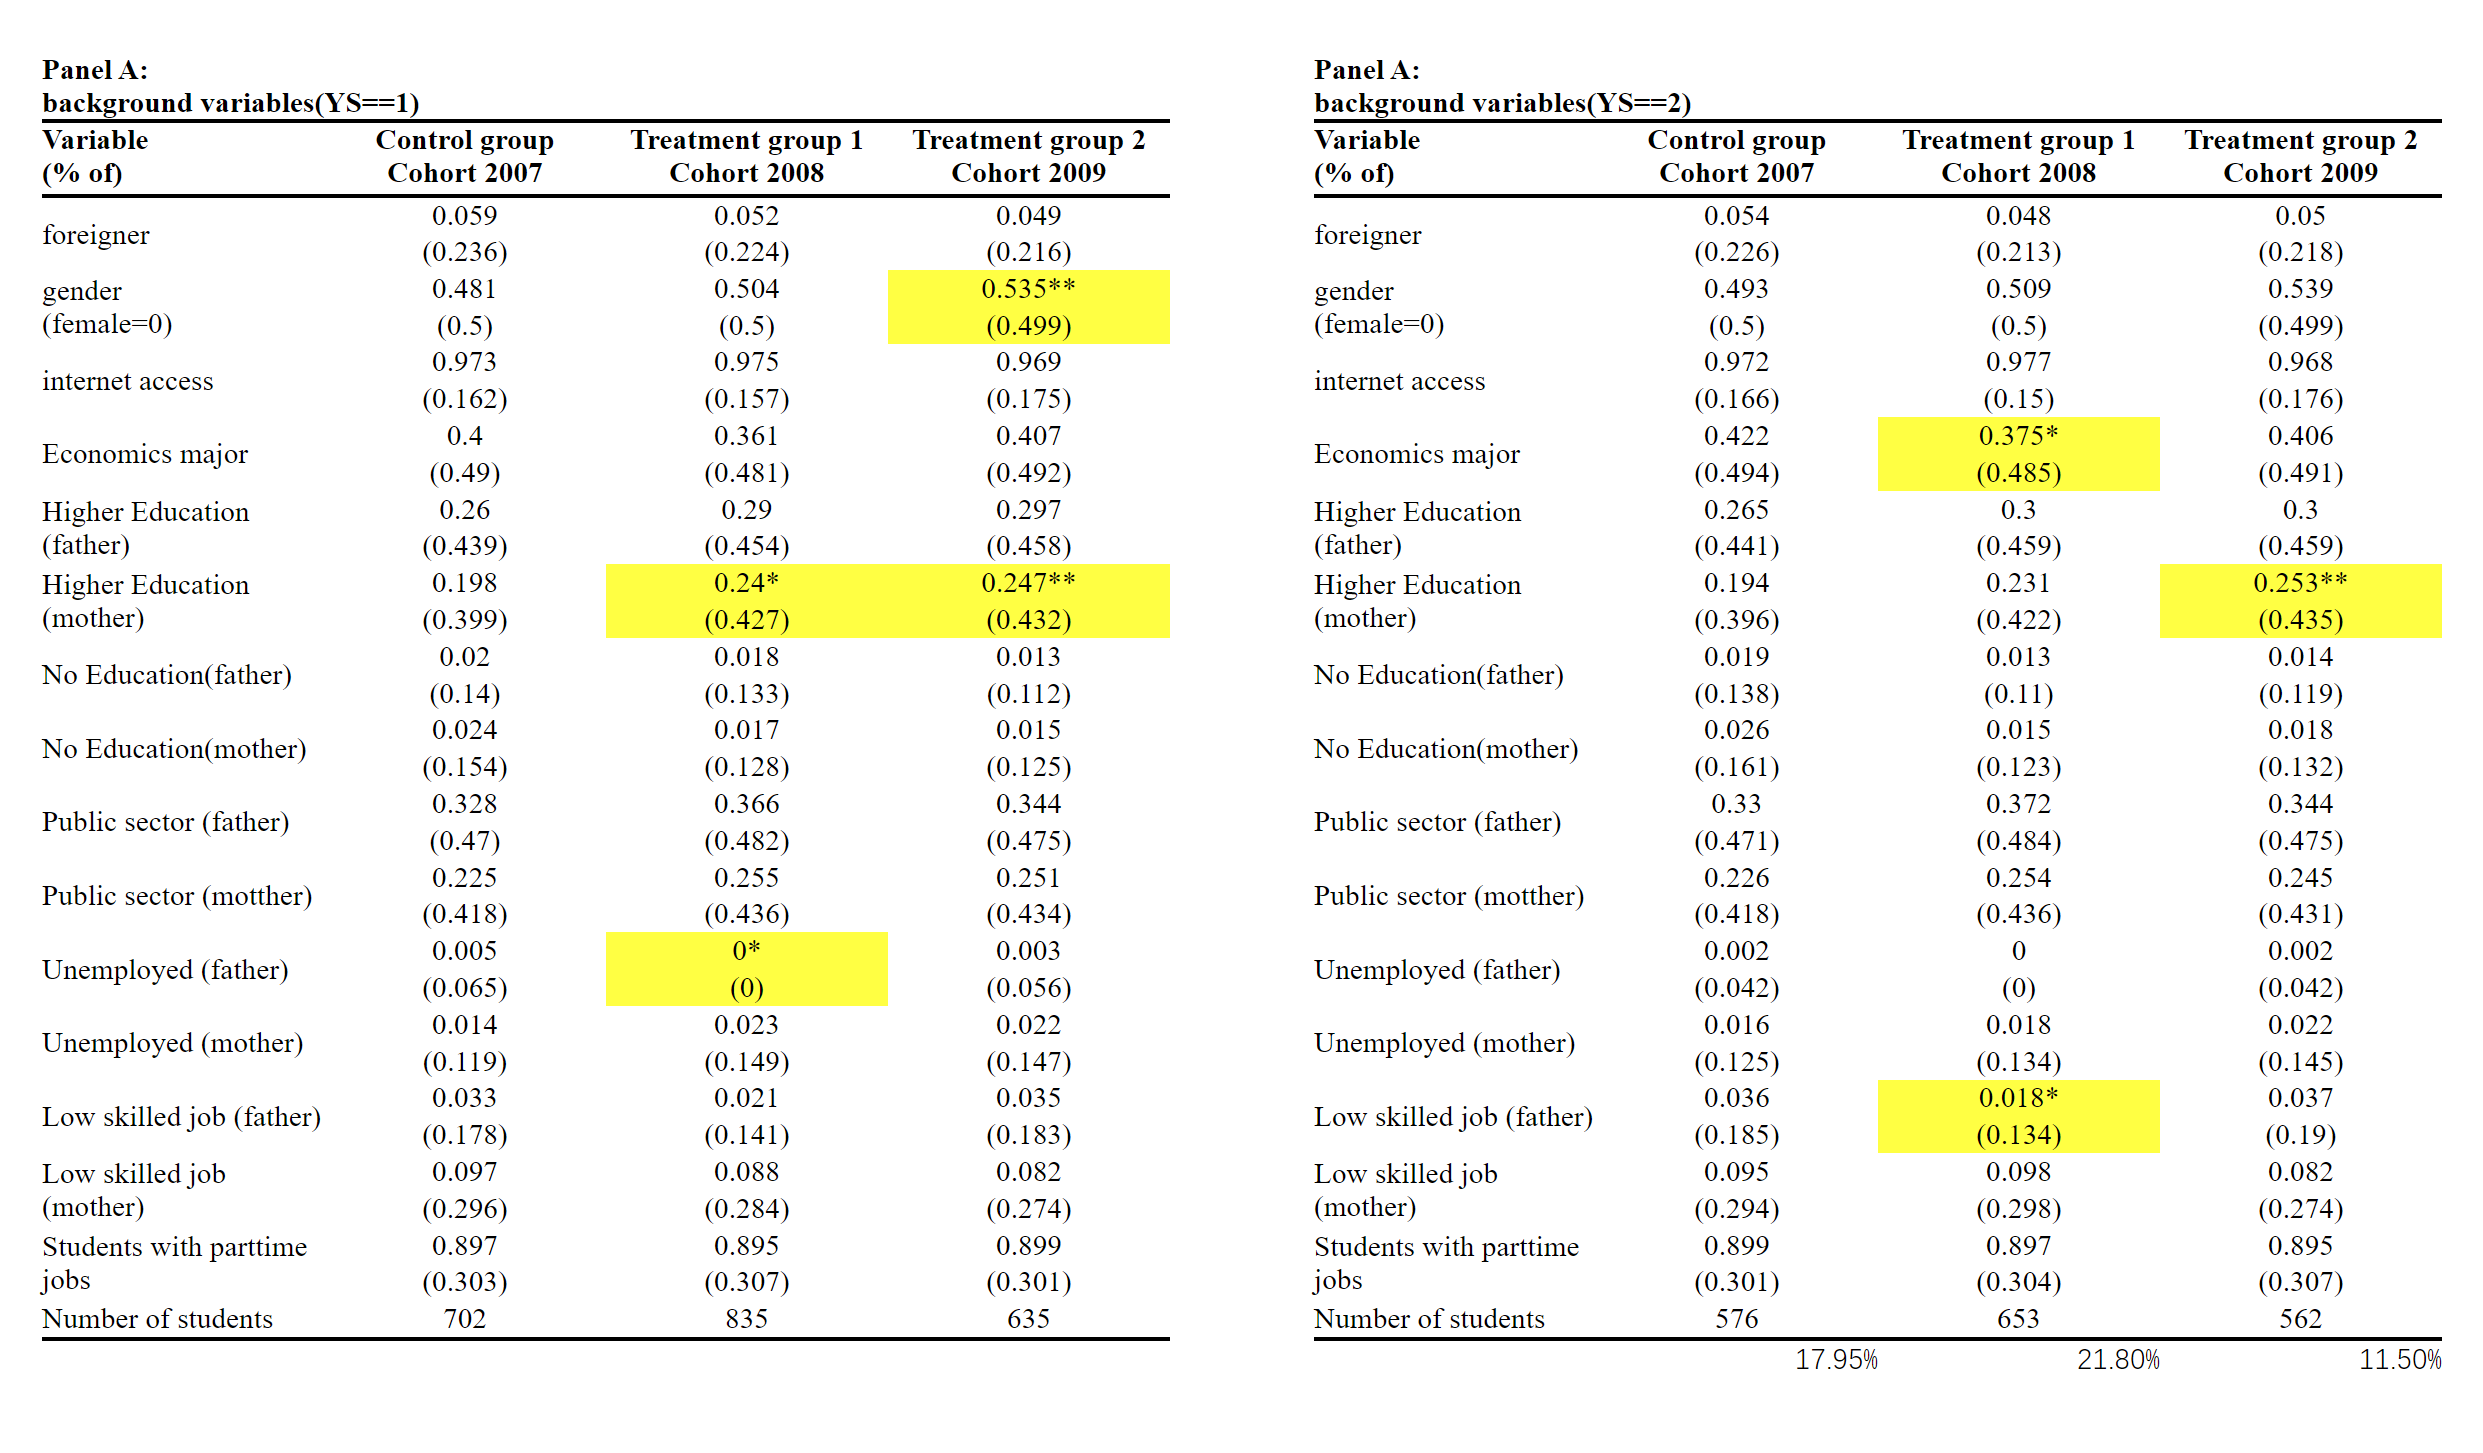 Panel A:
background variables(YS==1)
Variable Control group Treatment group 1 Treatment group 2
(% of) Cohort 2007 Cohort 2008 Cohort 2009
foreigner 0.059 0.052 0.049
(0.236) (0.224) (0.216)
gender 0.481 0.504 0.535**
(female=0) (0.5) (0.5) (0.499)
internet access 0.973 0.975 0.969
(0.162) (0.157) (0.175)
Economics major 0.4 0.361 0.407
(0.49) (0.481) (0.492)
Higher Education 0.26 0.29 0.297
(father) (0.439) (0.454) (0.458)
Higher Education 0.198 0.24* 0.247**
(mother) (0.399) (0.427) (0.432)
No Education(father) 0.02 0.018 0.013
(0.14) (0.133) (0.112)
No Education(mother) 0.024 0.017 0.015
(0.154) (0.128) (0.125)
Public sector (father) 0.328 0.366 0.344
(0.47) (0.482) (0.475)
Public sector (motther) 0.225 0.255 0.251
(0.418) (0.436) (0.434)
Unemployed (father) 0.005 0* 0.003
(0.065) (0) (0.056)
Unemployed (mother) 0.014 0.023 0.022
(0.119) (0.149) (0.147)
Low skilled job (father) 0.033 0.021 0.035
(0.178) (0.141) (0.183)
Low skilled job 0.097 0.088 0.082
(mother) (0.296) (0.284) (0.274)
Students with parttime 0.897 0.895 0.899
jobs (0.303) (0.307) (0.301)
Number of students 702 835 635
Panel A:
background variables(YS==2)
Variable Control group Treatment group 1 Treatment group 2
(% of) Cohort 2007 Cohort 2008 Cohort 2009
foreigner 0.054 0.048 0.05
(0.226) (0.213) (0.218)
gender 0.493 0.509 0.539
(female=0) (0.5) (0.5) (0.499)
internet access 0.972 0.977 0.968
(0.166) (0.15) (0.176)
Economics major 0.422 0.375* 0.406
(0.494) (0.485) (0.491)
Higher Education 0.265 0.3 0.3
(father) (0.441) (0.459) (0.459)
Higher Education 0.194 0.231 0.253**
(mother) (0.396) (0.422) (0.435)
No Education(father) 0.019 0.013 0.014
(0.138) (0.11) (0.119)
No Education(mother) 0.026 0.015 0.018
(0.161) (0.123) (0.132)
Public sector (father) 0.33 0.372 0.344
(0.471) (0.484) (0.475)
Public sector (motther) 0.226 0.254 0.245
(0.418) (0.436) (0.431)
Unemployed (father) 0.002 0 0.002
(0.042) (0) (0.042)
Unemployed (mother) 0.016 0.018 0.022
(0.125) (0.134) (0.145)
Low skilled job (father) 0.036 0.018* 0.037
(0.185) (0.134) (0.19)
Low skilled job 0.095 0.098 0.082
(mother) (0.294) (0.298) (0.274)
Students with parttime 0.899 0.897 0.895
jobs (0.301) (0.304) (0.307)
Number of students 576 653 562
17.95% 21.80% 11.50%